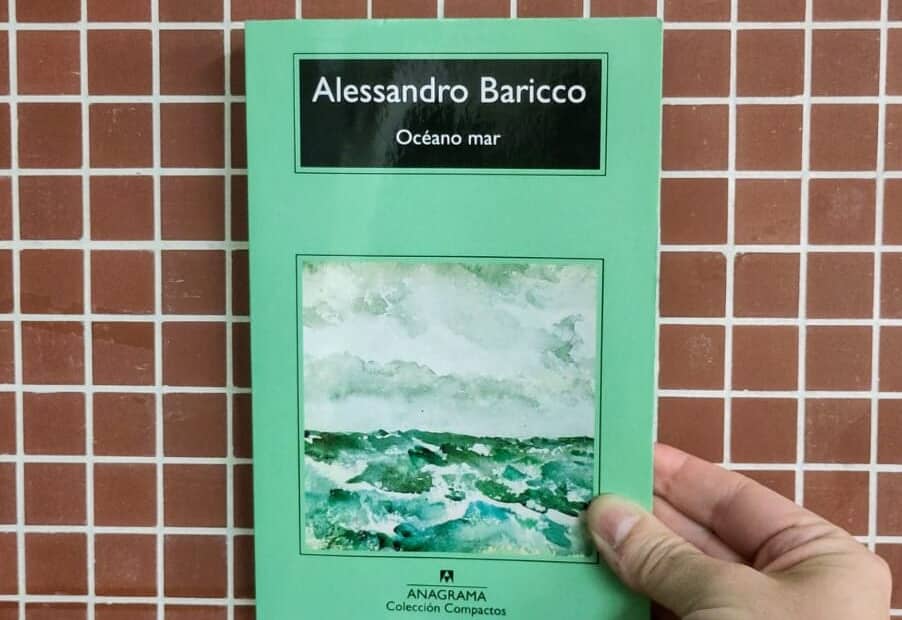 Alessandro Baricco
Océano mar
ANAGRAMA
Colección Compactos